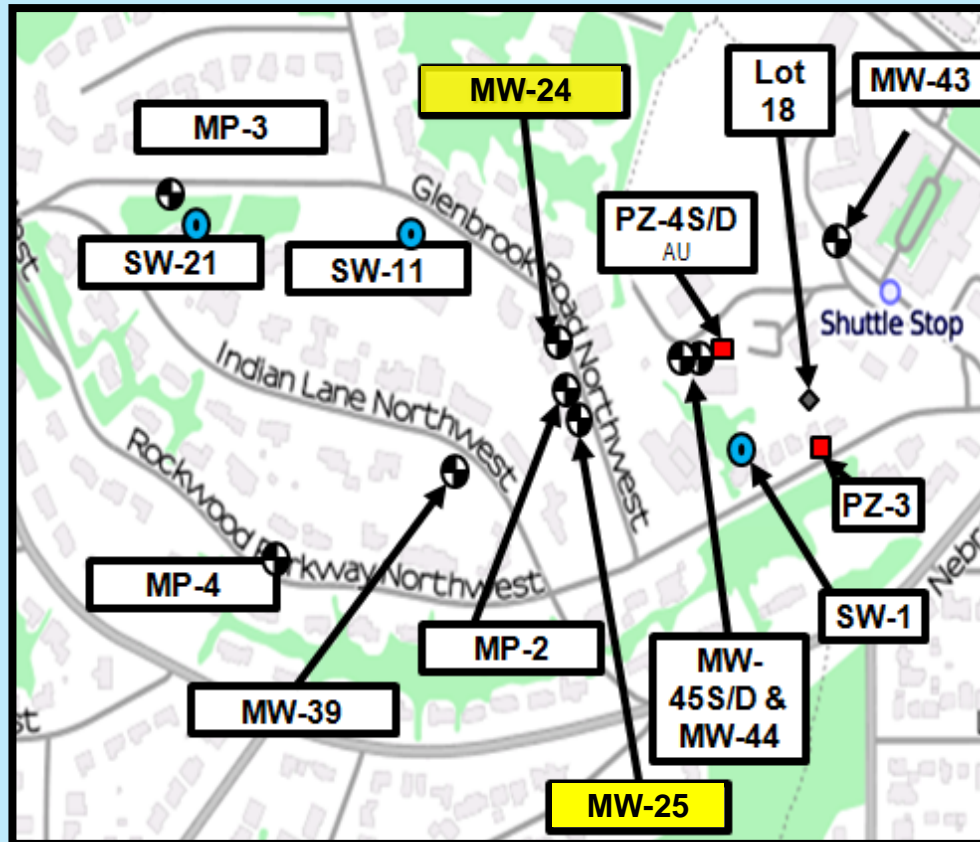 MW-24
Lot
18
MW-43
MP-3
Glenbrook Road Northwest
PZ-4S/D
AU
SW-21
SW-11
Shuttle Stop
Indian Lane Northwest
Rockwood Parkway Northwest
PZ-3
MP-4
SW-1
MP-2
MW-
45S/D &
MW-44
MW-39
MW-25